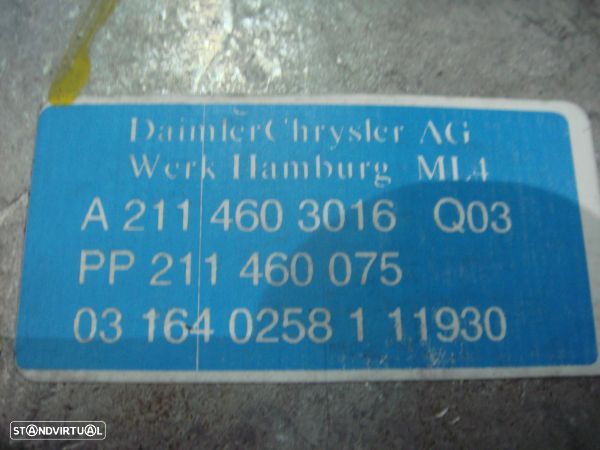 DaimlerChrysler AG
Werk Hamburg ML4
A 211 460 3016 Q03
PP 211 460 075
03 164 0258 1 11930
STANDVIRTUAL